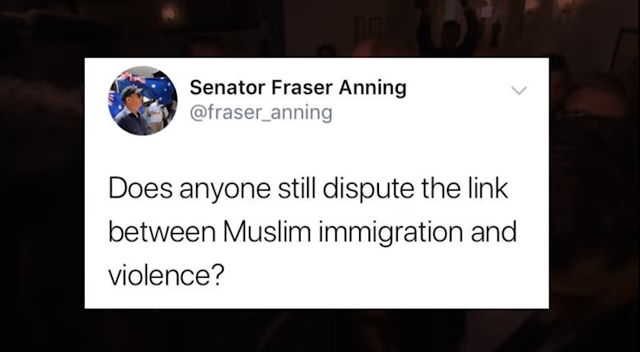 Senator Fraser Anning
@fraser_anning
Does anyone still dispute the link
between Muslim immigration and
violence?